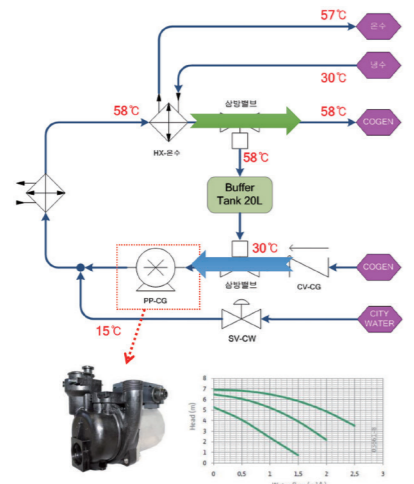 57℃
온수
냉수
30℃
58℃
삼방밸브
58℃
COGEN
HX-온수
58℃
Buffer
Tank 20L
30℃
COGEN
PP-CG
삼방밸브
CV-CG
CITY
WATER
15℃
SV-CW
Head [m]
8
7
6
5
4
3
2
1
0
0
0.5
1
1.5
2
2.5
3